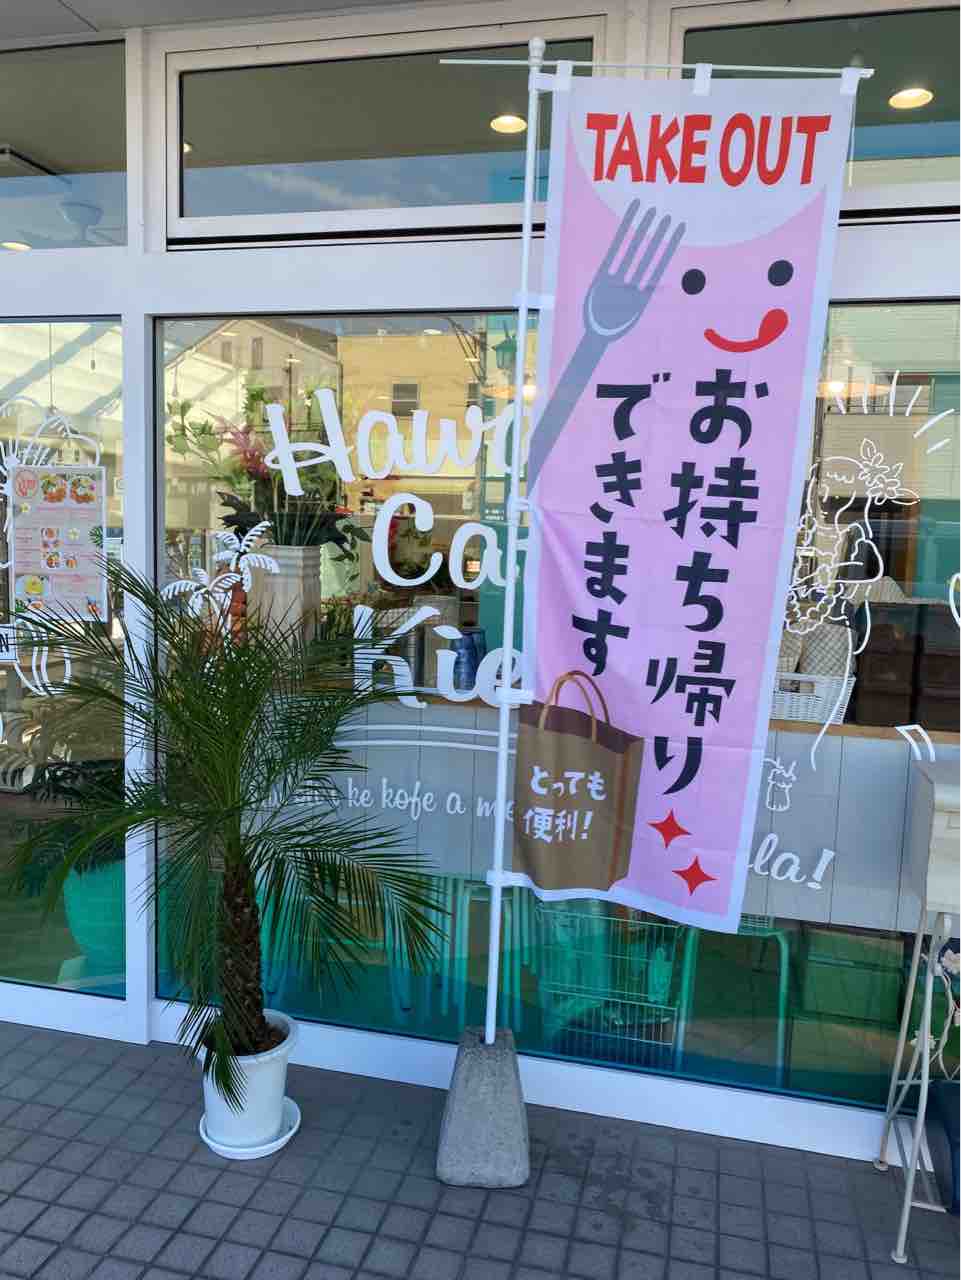 TAKE OUT
お持ち帰り
できます
とっても
便利!
Hawa
Ca
Kie
ke kofe a me
la!